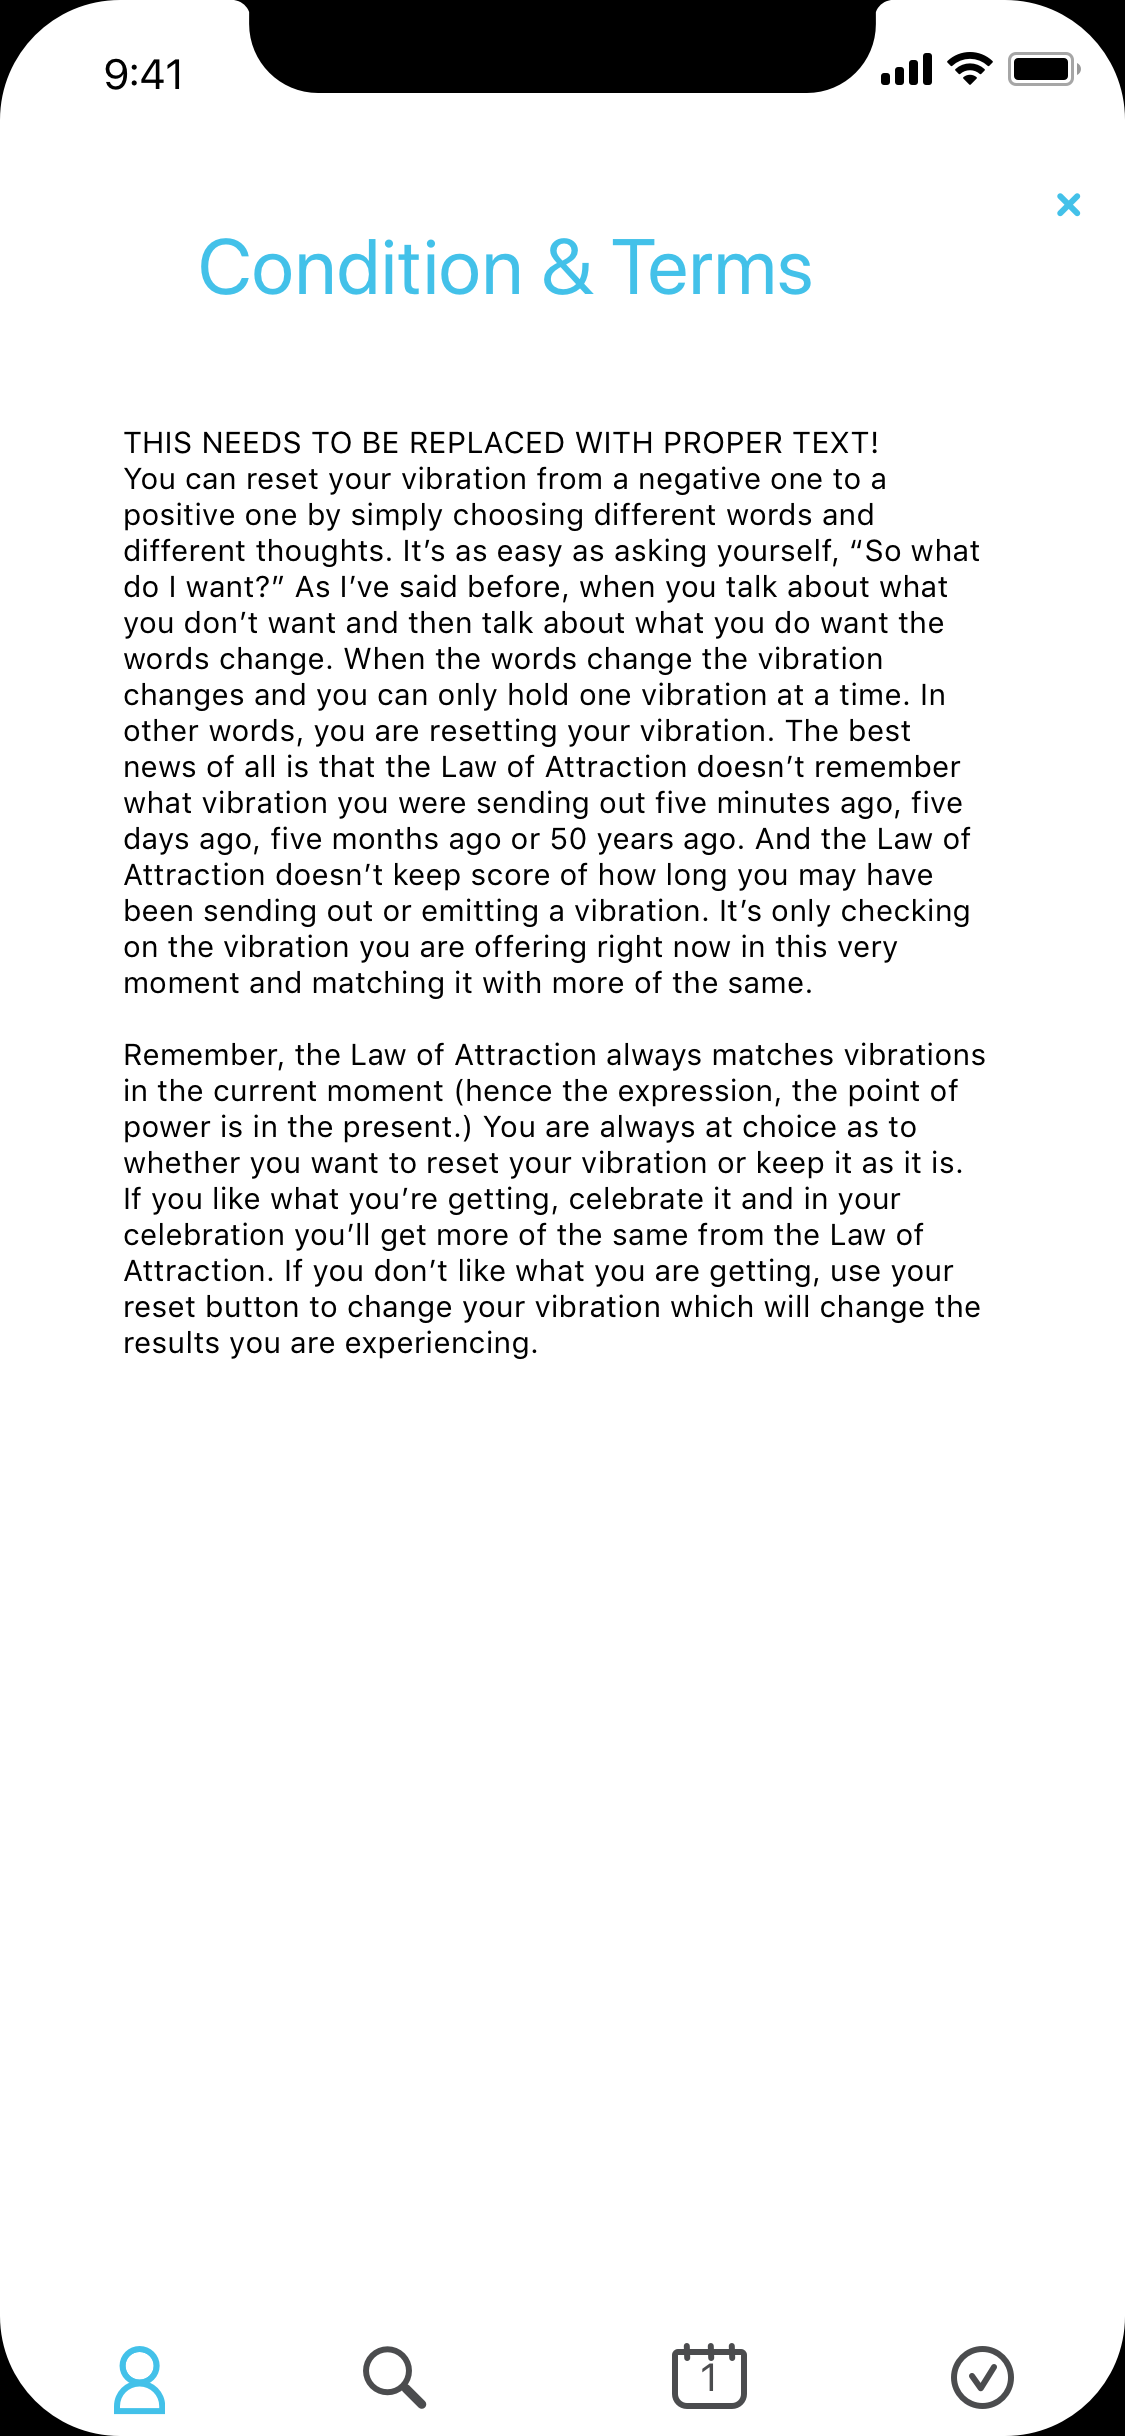 9:41
Condition & Terms
THIS NEEDS TO BE REPLACED WITH PROPER TEXT!
You can reset your vibration from a negative one to a
positive one by simply choosing different words and
different thoughts. It’s as easy as asking yourself, “So what
do I want?” As I’ve said before, when you talk about what
you don’t want and then talk about what you do want the
words change. When the words change the vibration
changes and you can only hold one vibration at a time. In
other words, you are resetting your vibration. The best
news of all is that the Law of Attraction doesn’t remember
what vibration you were sending out five minutes ago, five
days ago, five months ago or 50 years ago. And the Law of
Attraction doesn’t keep score of how long you may have
been sending out or emitting a vibration. It’s only checking
on the vibration you are offering right now in this very
moment and matching it with more of the same.
Remember, the Law of Attraction always matches vibrations
in the current moment (hence the expression, the point of
power is in the present.) You are always at choice as to
whether you want to reset your vibration or keep it as it is.
If you like what you’re getting, celebrate it and in your
celebration you’ll get more of the same from the Law of
Attraction. If you don’t like what you are getting, use your
reset button to change your vibration which will change the
results you are experiencing.
1